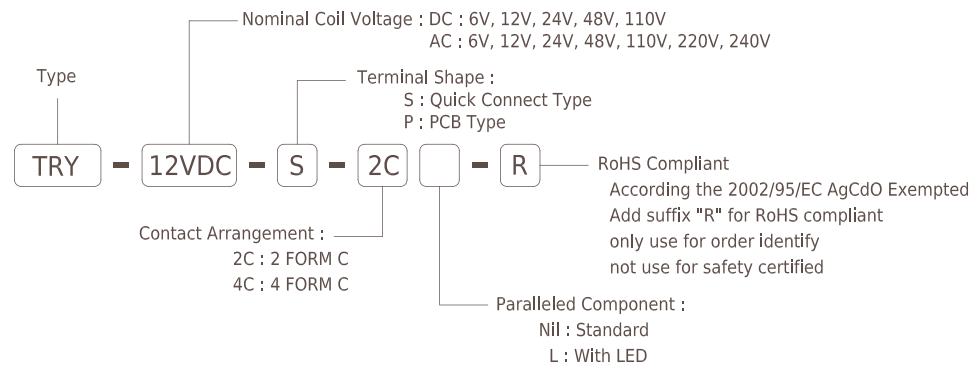 Nominal Coil Voltage : DC : 6V, 12V, 24V, 48V, 110V
AC : 6V, 12V, 24V, 48V, 110V, 220V, 240V
Type
Terminal Shape :
S : Quick Connect Type
P : PCB Type
TRY - 12VDC - S - 2C - R
RoHS Compliant
According the 2002/95/EC AgCdO Exempted
Add suffix "R" for RoHS compliant
only use for order identify
not use for safety certified
Contact Arrangement :
2C : 2 FORM C
4C : 4 FORM C
Paralleled Component :
Nil : Standard
L : With LED